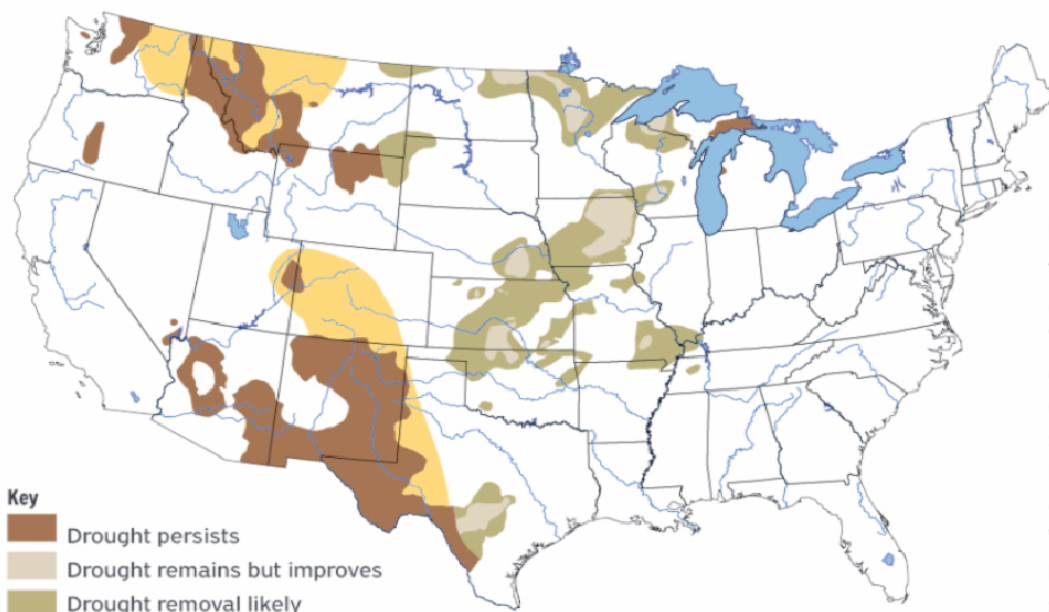 Key
Drought persists
Drought remains but improves
Drought removal likely